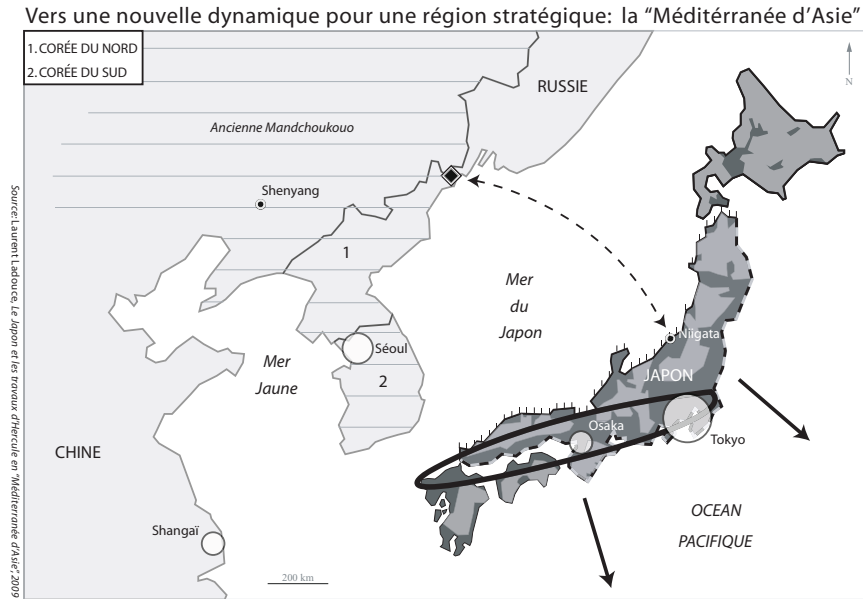 Vers une nouvelle dynamique pour une région stratégique: la “Méditérranée d’Asie”
1. CORÉE DU NORD
2. CORÉE DU SUD
RUSSIE
N
Ancienne Mandchoukouo
Shenyang
1
Mer
du
Japon
Niigata
Séoul
Mer
Jaune
2
JAPON
Osaka
Tokyo
CHINE
OCEAN
PACIFIQUE
Shangaï
200 km
Source: Laurent Ladouce, Le Japon et les travaux d’Hercule en “Méditerranée d’Asie”, 2009